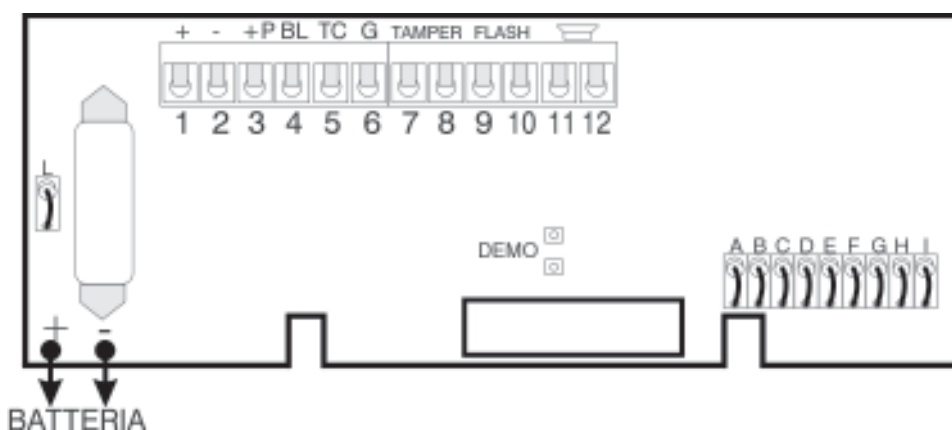 + - +P BL TC G TAMPER FLASH
1 2 3 4 5 6 7 8 9 10 11 12
L
DEMO
A B C D E F G H I
+ -
BATTERIA